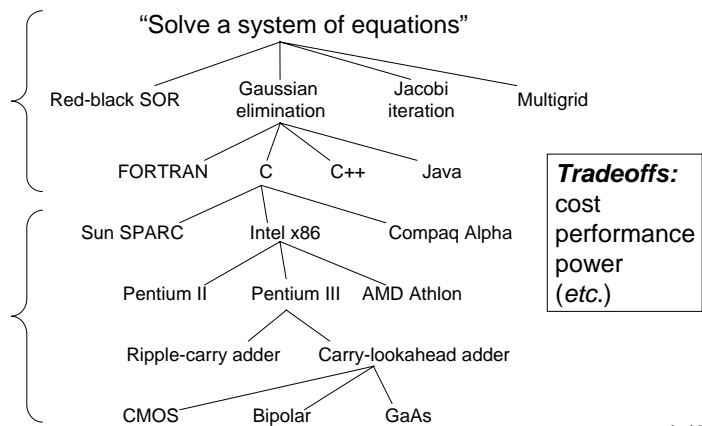 “Solve a system of equations”
Red-black SOR
Gaussian
elimination
Jacobi
iteration
Multigrid
FORTRAN C C++ Java
Tradeoffs:
cost
performance
power
(etc.)
Sun SPARC Intel x86 Compaq Alpha
Pentium II Pentium III AMD Athlon
Ripple-carry adder Carry-lookahead adder
CMOS Bipolar GaAs